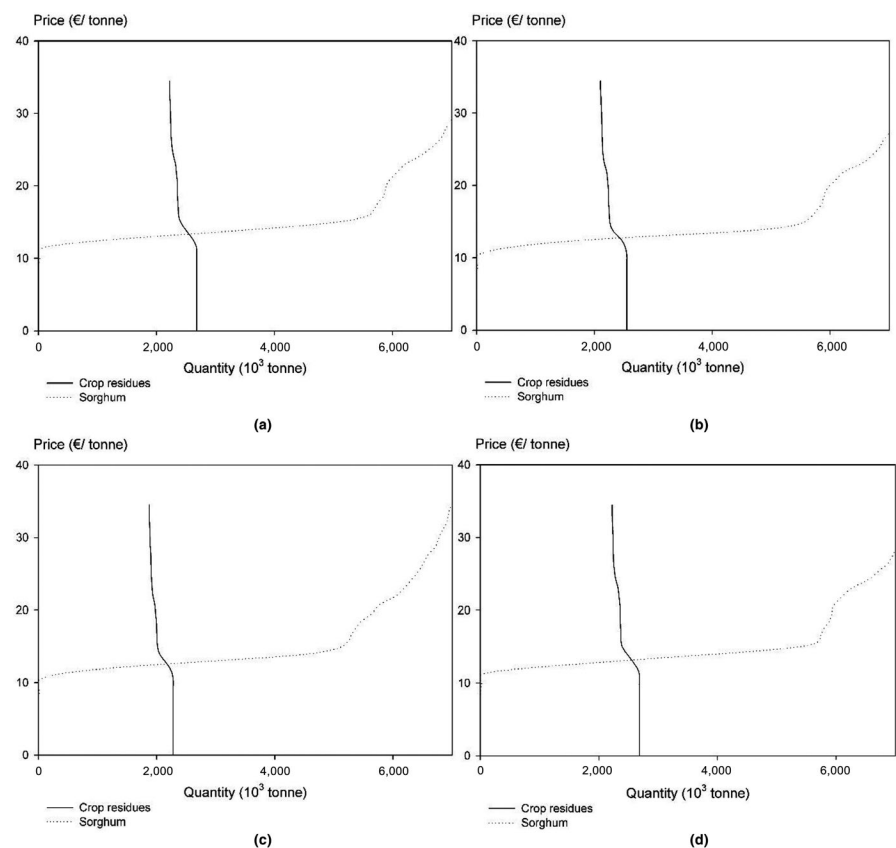 Price (€/ tonne)
40
30
20
10
0
0
2,000
4,000
6,000
Quantity (10³ tonne)
Crop residues
Sorghum
(a)
Price (€/ tonne)
40
30
20
10
0
0
2,000
4,000
6,000
Quantity (10³ tonne)
Crop residues
Sorghum
(b)
Price (€/ tonne)
40
30
20
10
0
0
2,000
4,000
6,000
Quantity (10³ tonne)
Crop residues
Sorghum
(c)
Price (€/ tonne)
40
30
20
10
0
0
2,000
4,000
6,000
Quantity (10³ tonne)
Crop residues
Sorghum
(d)